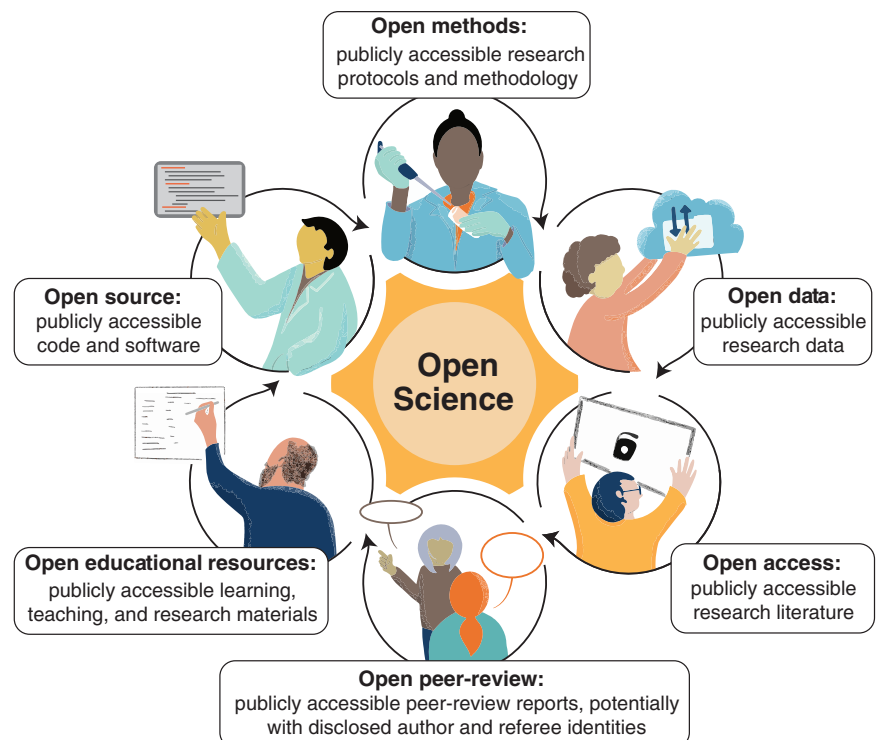 Open methods:
publicly accessible research
protocols and methodology
Open source:
publicly accessible
code and software
Open data:
publicly accessible
research data
Open
Science
Open educational resources:
publicly accessible learning,
teaching, and research materials
Open access:
publicly accessible
research literature
Open peer-review:
publicly accessible peer-review reports, potentially
with disclosed author and referee identities